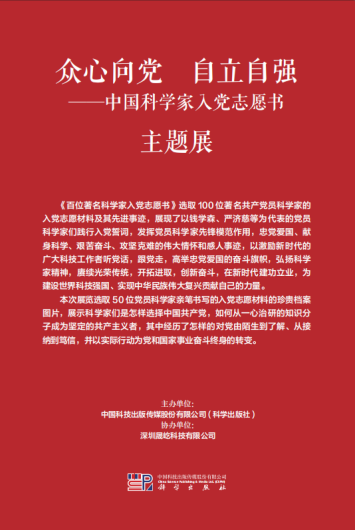 众心向党 自立自强
——中国科学家入党志愿书
主题展
《百位著名科学家入党志愿书》选取100位著名共产党员科学家的
入党志愿材料及其先进事迹，展现了以钱学森、严济慈等为代表的党员
科学家们践行入党誓词，发挥党员科学家先锋模范作用，忠党爱国、献
身科学、艰苦奋斗、攻坚克难的伟大情怀和感人事迹，以激励新时代的
广大科技工作者听党话，跟党走，高举忠党爱国的奋斗旗帜，弘扬科学
家精神，赓续光荣传统，开拓进取，创新奋斗，在新时代建功立业，为
建设世界科技强国、实现中华民族伟大复兴贡献自己的力量。
本次展览选取50位党员科学家亲笔书写的入党志愿材料的珍贵档案
图片，展示科学家们是怎样选择中国共产党，如何从一心治研的知识分
子成为坚定的共产主义者，其中经历了怎样的对党由陌生到了解、从接
纳到笃信，并以实际行动为党和国家事业奋斗终身的转变。
主办单位：
中国科技出版传媒股份有限公司（科学出版社）
协办单位：
深圳晟屹科技有限公司
中国科技出版传媒股份有限公司
China Science Publishing & Media Ltd. (CSPM)
科学出版社